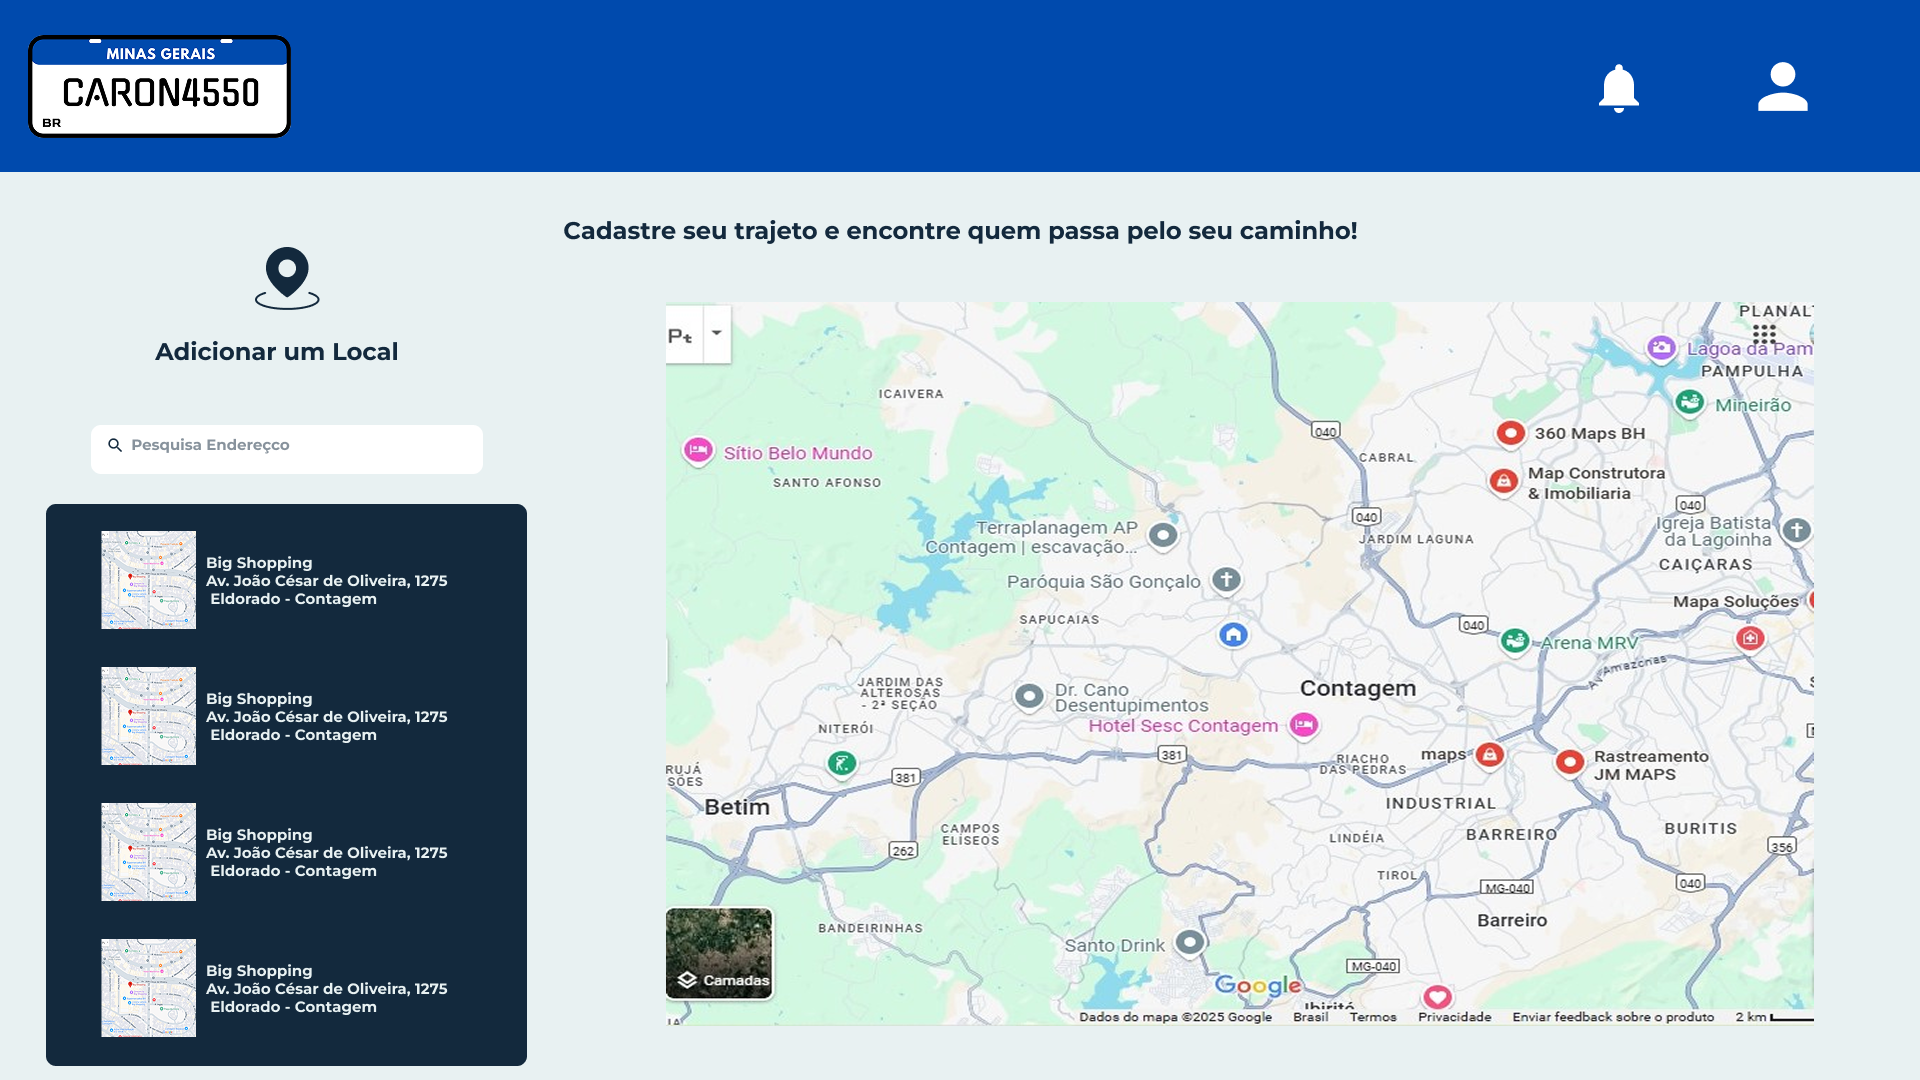 MINAS GERAIS
CARON4550
BR
Cadastre seu trajeto e encontre quem passa pelo seu caminho!
Adicionar um Local
Pesquisa Endereçco
Big Shopping
Av. João César de Oliveira, 1275
Eldorado - Contagem
Big Shopping
Av. João César de Oliveira, 1275
Eldorado - Contagem
Big Shopping
Av. João César de Oliveira, 1275
Eldorado - Contagem
Big Shopping
Av. João César de Oliveira, 1275
Eldorado - Contagem
PLANAL
Lagoa da Pam
PAMPULHA
ICAIVERA
Mineirão
040
360 Maps BH
Sítio Belo Mundo
CABRAL
SANTO AFONSO
Map Construtora
& Imobiliaria
040
040
Terraplanagem AP
Contagem | escavação...
JARDIM LAGUNA
Igreja Batista
da Lagoinha
CAIÇARAS
Paróquia São Gonçalo
Mapa Soluções
SAPUCAIAS
040
Arena MRV
Av. Amazonas
JARDIM DAS
ALTEROSAS
- 2ª SEÇÃO
Dr. Cano
Desentupimentos
Contagem
NITERÓI
Hotel Sesc Contagem
381
381
RIACHO
DAS PEDRAS
maps
Rastreamento
JM MAPS
RUJÁ
SÕES
Betim
INDUSTRIAL
CAMPOS
ELISEOS
LINDÉIA
BARREIRO
BURITIS
262
356
TIROL
MG-040
040
Barreiro
BANDEIRINHAS
Santo Drink
MG-040
Camadas
Google
Ibirité
Dados do mapa ©2025 Google
Brasil
Termos
Privacidade
Enviar feedback sobre o produto
2 km